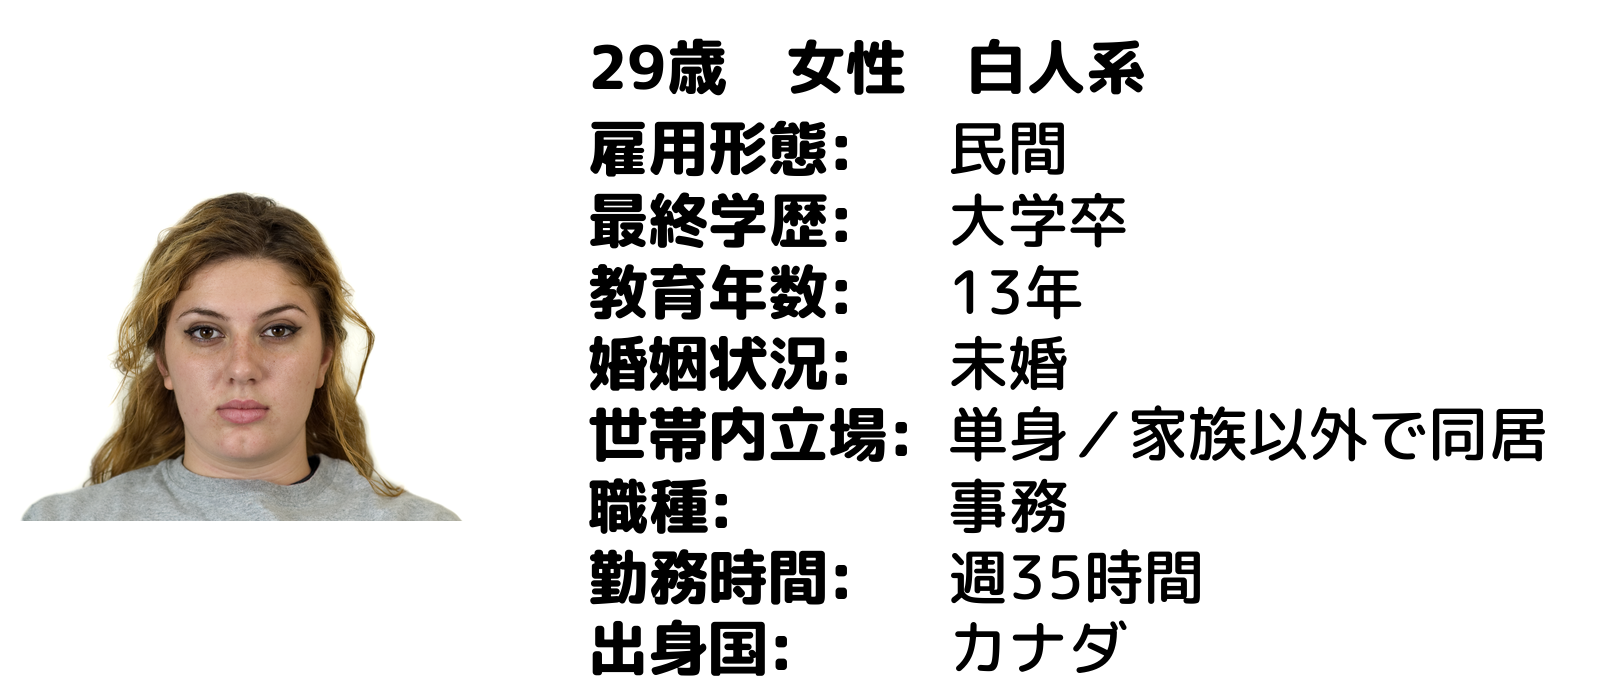 29歳　女性　白人系
雇用形態:　民間
最終学歴:　大学卒
教育年数:　13年
婚姻状況:　未婚
世帯内立場:　単身／家族以外で同居
職種:　事務
勤務時間:　週35時間
出身国:　カナダ